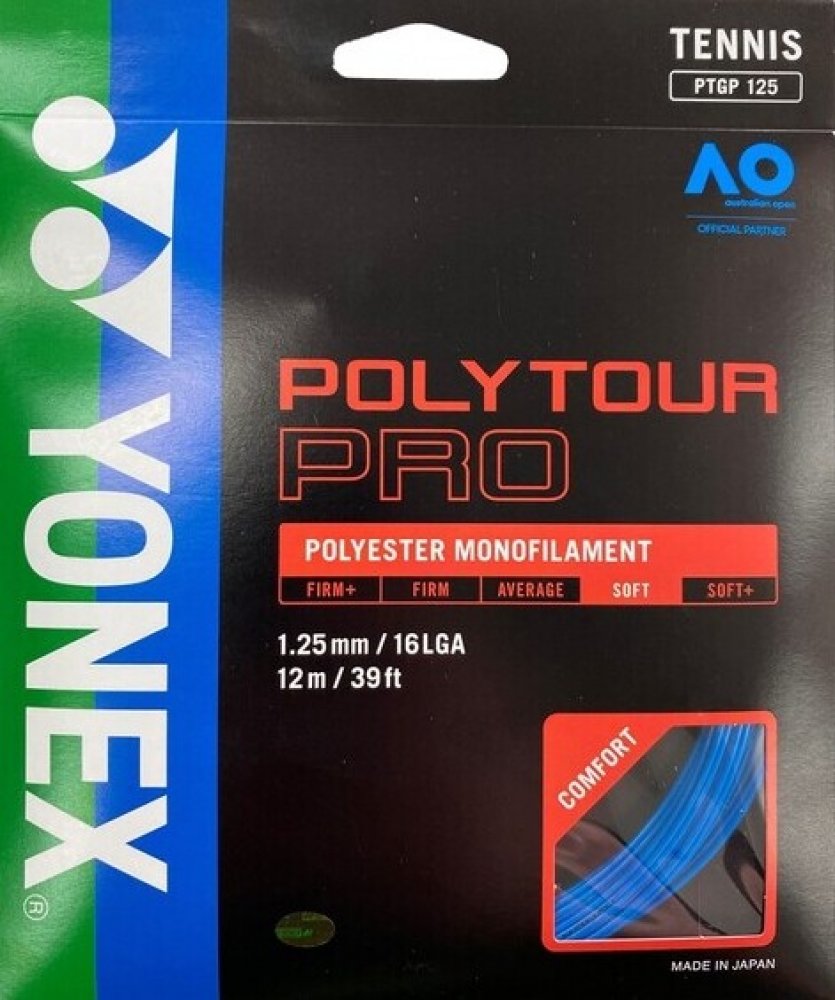 TENNIS
PTGP 125
AO
australian open
OFFICIAL PARTNER
YONEX
®
POLYTOUR
PRO
POLYESTER MONOFILAMENT
FIRM+ FIRM AVERAGE SOFT SOFT+
1.25mm / 16LGA
12m / 39ft
COMFORT
MADE IN JAPAN